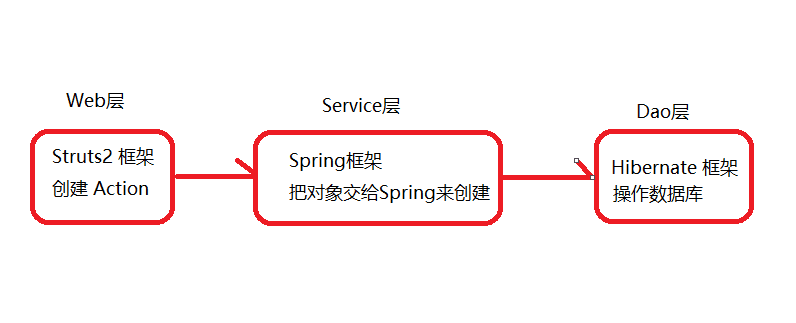 Web层
Struts2 框架
创建 Action
Service层
Spring框架
把对象交给Spring来创建
Dao层
Hibernate 框架
操作数据库